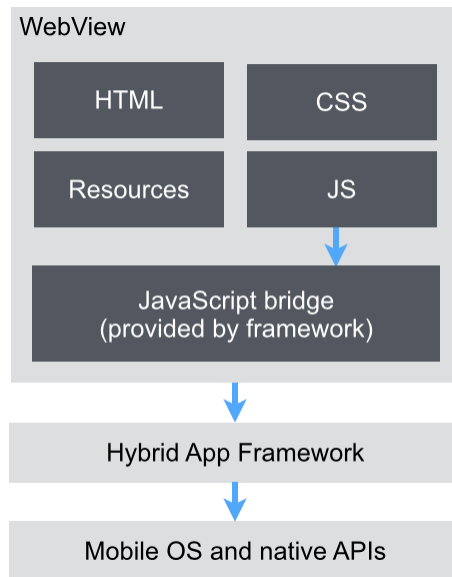 WebView
HTML
CSS
Resources
JS
JavaScript bridge
(provided by framework)
Hybrid App Framework
Mobile OS and native APIs